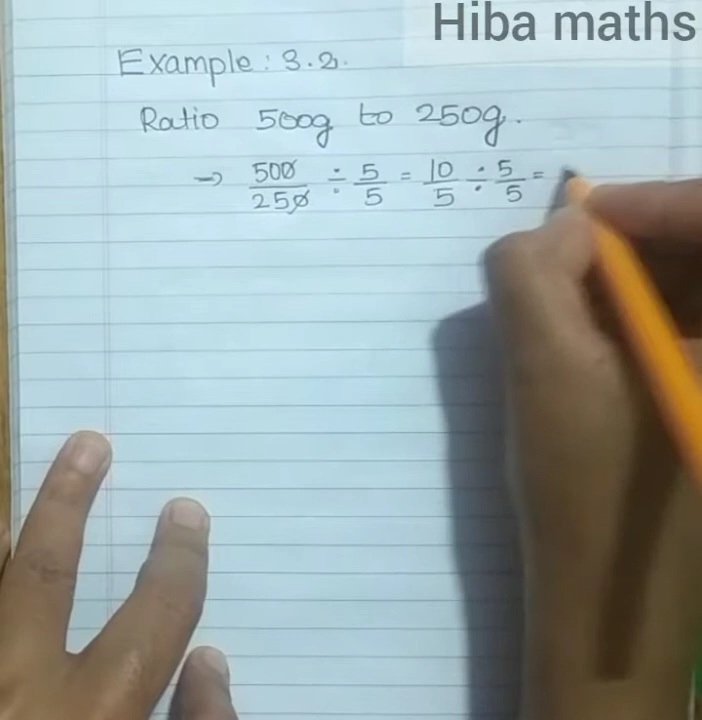 Hiba maths
Example: 3.2.
Ratio 500g to 250g.
→ 500/250 ÷ 5/5 = 10/5 ÷ 5/5 =